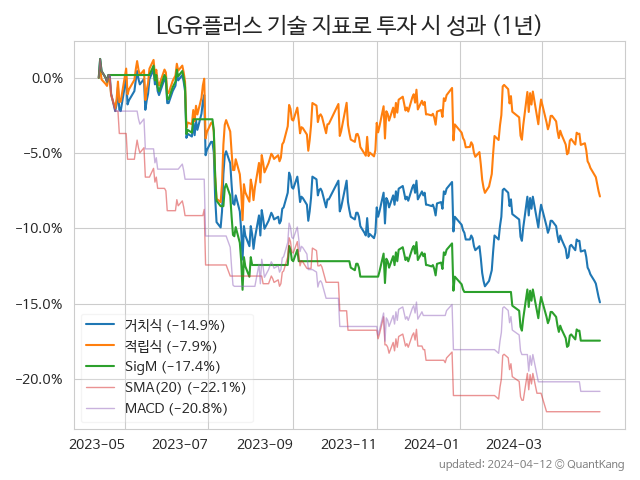 LG유플러스 기술 지표로 투자 시 성과 (1년)
0.0%
−5.0%
−10.0%
−15.0%
−20.0%
거치식 (−14.9%)
적립식 (−7.9%)
SigM (−17.4%)
SMA(20) (−22.1%)
MACD (−20.8%)
2023-05
2023-07
2023-09
2023-11
2024-01
2024-03
updated: 2024-04-12 © QuantKang